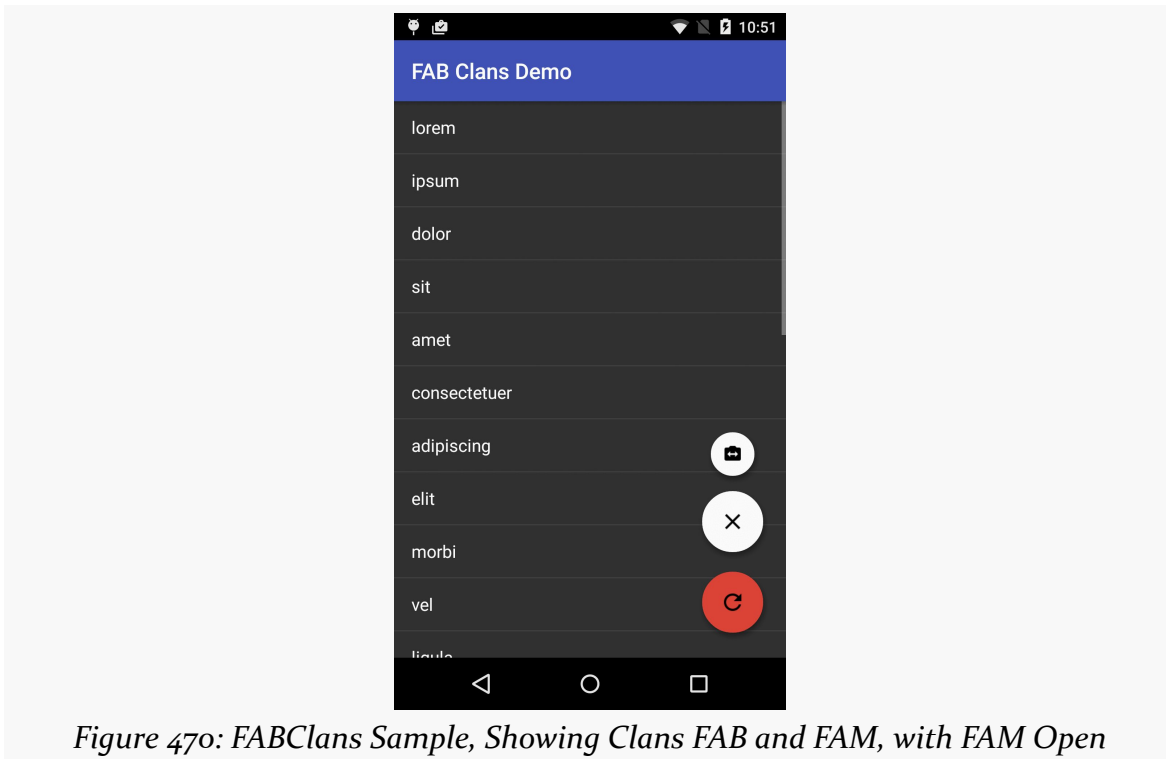 10:51
FAB Clans Demo
lorem
ipsum
dolor
sit
amet
consectetuer
adipiscing
elit
morbi
vel
ligula
Figure 470: FABClans Sample, Showing Clans FAB and FAM, with FAM Open